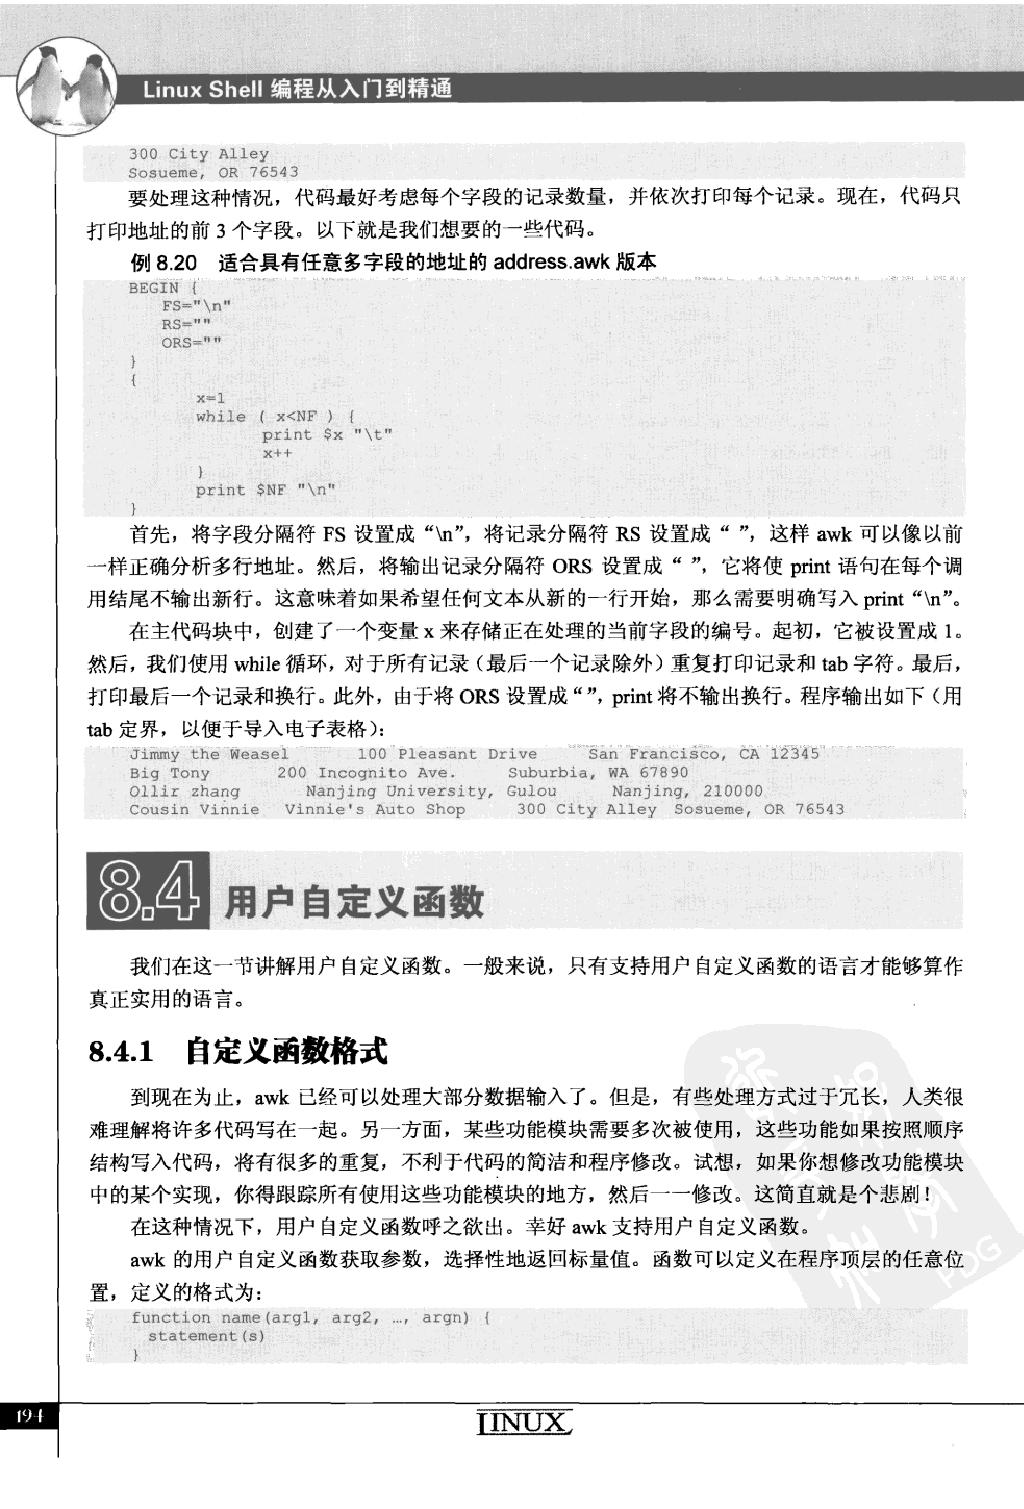 Linux Shell 编程从入门到精通
300 City Alley
Sosueme, OR 76543
要处理这种情况，代码最好考虑每个字段的记录数量，并依次打印每个记录。现在，代码只
打印地址的前 3 个字段。以下就是我们想要的一些代码。
例 8.20 适合具有任意多字段的地址的 address.awk 版本
BEGIN {
FS="\n"
RS=""
ORS=""
}
{
x=1
while ( x<NF ) {
print $x "\t"
x++
}
print $NF "\n"
}
首先，将字段分隔符 FS 设置成“\n”，将记录分隔符 RS 设置成“ ”，这样 awk 可以像以前
一样正确分析多行地址。然后，将输出记录分隔符 ORS 设置成“ ”，它将使 print 语句在每个调
用结尾不输出新行。这意味着如果希望任何文本从新的一行开始，那么需要明确写入 print “\n”。
在主代码块中，创建了一个变量 x 来存储正在处理的当前字段的编号。起初，它被设置成 1。
然后，我们使用 while 循环，对于所有记录（最后一个记录除外）重复打印记录和 tab 字符。最后，
打印最后一个记录和换行。此外，由于将 ORS 设置成“”，print 将不输出换行。程序输出如下（用
tab 定界，以便于导入电子表格）：
Jimmy the Weasel 100 Pleasant Drive San Francisco, CA 12345
Big Tony 200 Incognito Ave. Suburbia, WA 67890
Ollir zhang Nanjing University, Gulou Nanjing, 210000
Cousin Vinnie Vinnie's Auto Shop 300 City Alley Sosueme, OR 76543
8.4 用户自定义函数
我们在这一节讲解用户自定义函数。一般来说，只有支持用户自定义函数的语言才能够算作
真正实用的语言。
8.4.1 自定义函数格式
到现在为止，awk 已经可以处理大部分数据输入了。但是，有些处理方式过于冗长，人类很
难理解将许多代码写在一起。另一方面，某些功能模块需要多次被使用，这些功能如果按照顺序
结构写入代码，将有很多的重复，不利于代码的简洁和程序修改。试想，如果你想修改功能模块
中的某个实现，你得跟踪所有使用这些功能模块的地方，然后一一修改。这简直就是个悲剧！
在这种情况下，用户自定义函数呼之欲出。幸好 awk 支持用户自定义函数。
awk 的用户自定义函数获取参数，选择性地返回标量值。函数可以定义在程序顶层的任意位
置，定义的格式为：
function name(arg1, arg2, …, argn) {
statement(s)
}
PDG
194
LINUX